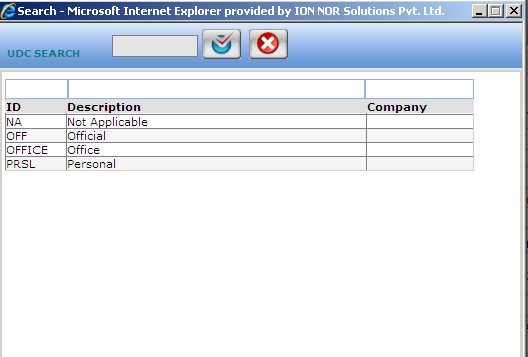 Search - Microsoft Internet Explorer provided by ION NOR Solutions Pvt. Ltd.
UDC SEARCH
ID Description Company
NA Not Applicable
OFF Official
OFFICE Office
PRSL Personal